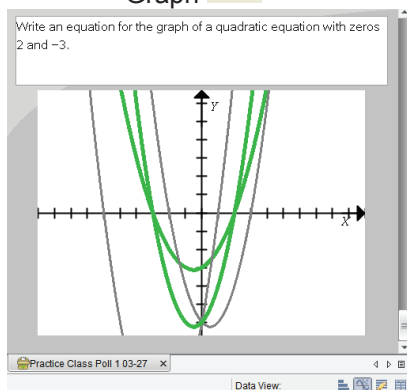 Graph
Write an equation for the graph of a quadratic equation with zeros
2 and −3.
Y
X
Practice Class Poll 1 03-27 ×
Data View: